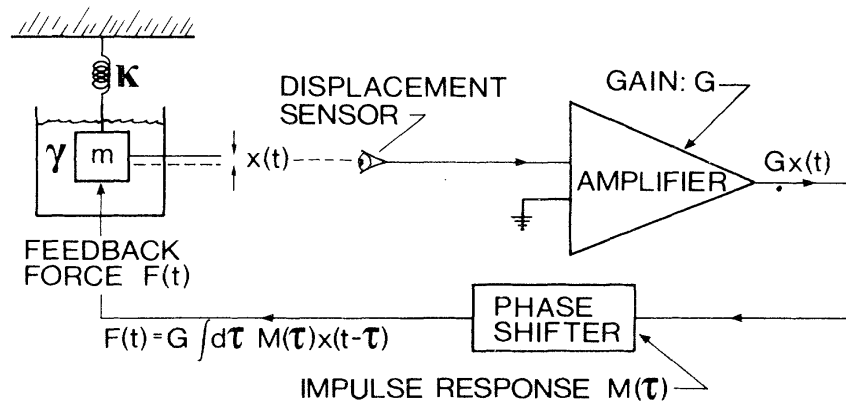 K
γ
m
x(t)
DISPLACEMENT
SENSOR
GAIN: G
AMPLIFIER
Gx(t)
FEEDBACK
FORCE F(t)
F(t) = G ∫dτ M(τ)x(t-τ)
PHASE
SHIFTER
IMPULSE RESPONSE M(τ)